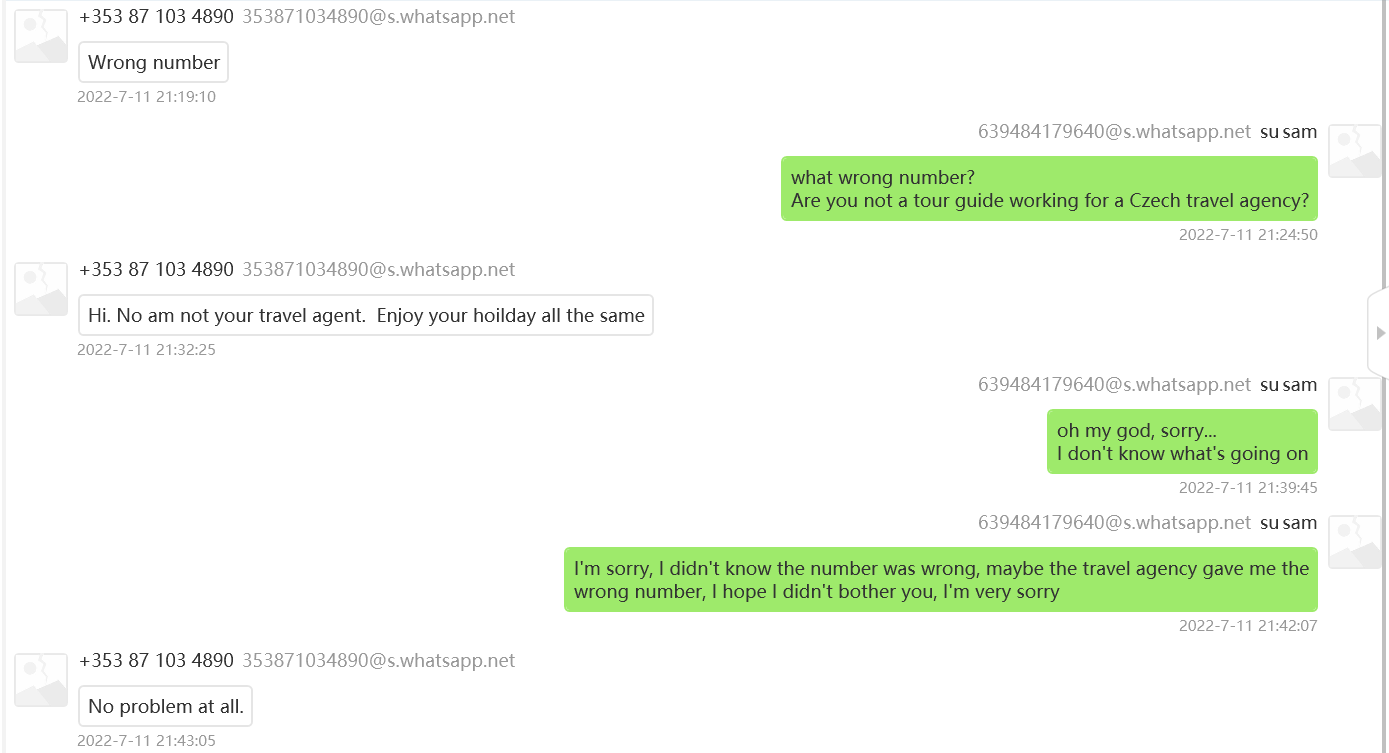 +353 87 103 4890 353871034890@s.whatsapp.net
Wrong number
2022-7-11 21:19:10
639484179640@s.whatsapp.net su sam
what wrong number?
Are you not a tour guide working for a Czech travel agency?
2022-7-11 21:24:50
+353 87 103 4890 353871034890@s.whatsapp.net
Hi. No am not your travel agent.  Enjoy your hoilday all the same
2022-7-11 21:32:25
639484179640@s.whatsapp.net su sam
oh my god, sorry...
I don't know what's going on
2022-7-11 21:39:45
639484179640@s.whatsapp.net su sam
I'm sorry, I didn't know the number was wrong, maybe the travel agency gave me the
wrong number, I hope I didn't bother you, I'm very sorry
2022-7-11 21:42:07
+353 87 103 4890 353871034890@s.whatsapp.net
No problem at all.
2022-7-11 21:43:05